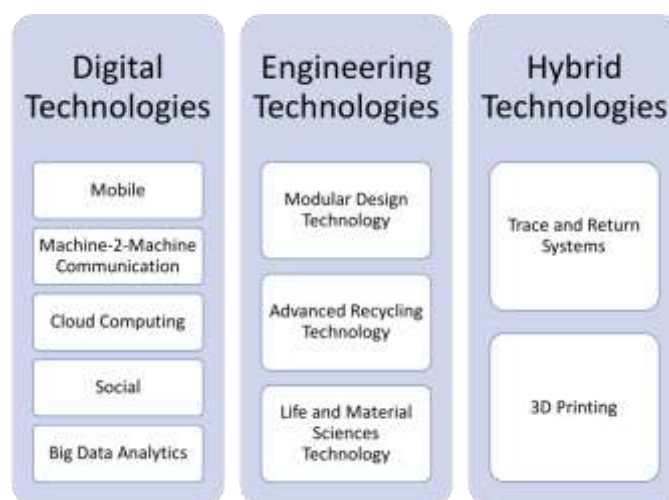 Digital
Technologies
Mobile
Machine-2-Machine
Communication
Cloud Computing
Social
Big Data Analytics
Engineering
Technologies
Modular Design
Technology
Advanced Recycling
Technology
Life and Material
Sciences
Technology
Hybrid
Technologies
Trace and Return
Systems
3D Printing